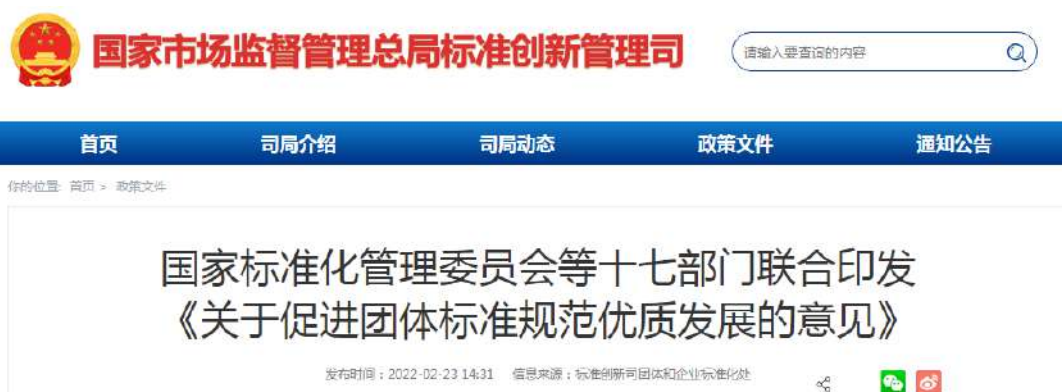 国家市场监督管理总局标准创新管理司
请输入要查询的内容
首页 司局介绍 司局动态 政策文件 通知公告
你的位置: 首页 > 政策文件
国家标准化管理委员会等十七部门联合印发
《关于促进团体标准规范优质发展的意见》
发布时间：2022-02-23 14:31 信息来源：标准创新司团体和企业标准化处